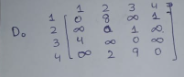 1 2 3 4
D₀ 1 [ 0 8 ∞ 1 ]
2 [ ∞ 0 1 ∞ ]
3 [ 4 ∞ 0 ∞ ]
4 [ ∞ 2 9 0 ]